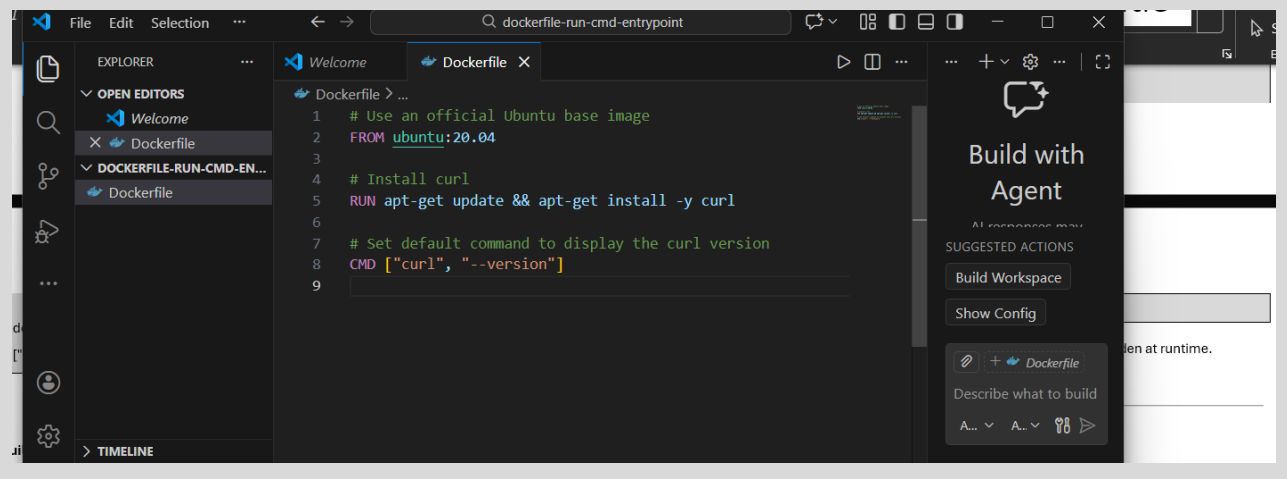 File Edit Selection ···
dockerfile-run-cmd-entrypoint
EXPLORER ···
OPEN EDITORS
Welcome
Dockerfile
DOCKERFILE-RUN-CMD-EN...
Dockerfile
TIMELINE
Welcome
Dockerfile
Dockerfile > ...
1 # Use an official Ubuntu base image
2 FROM ubuntu:20.04
3
4 # Install curl
5 RUN apt-get update && apt-get install -y curl
6
7 # Set default command to display the curl version
8 CMD ["curl", "--version"]
9
Build with
Agent
AI responses may
SUGGESTED ACTIONS
Build Workspace
Show Config
Dockerfile
Describe what to build
A...
A...
den at runtime.